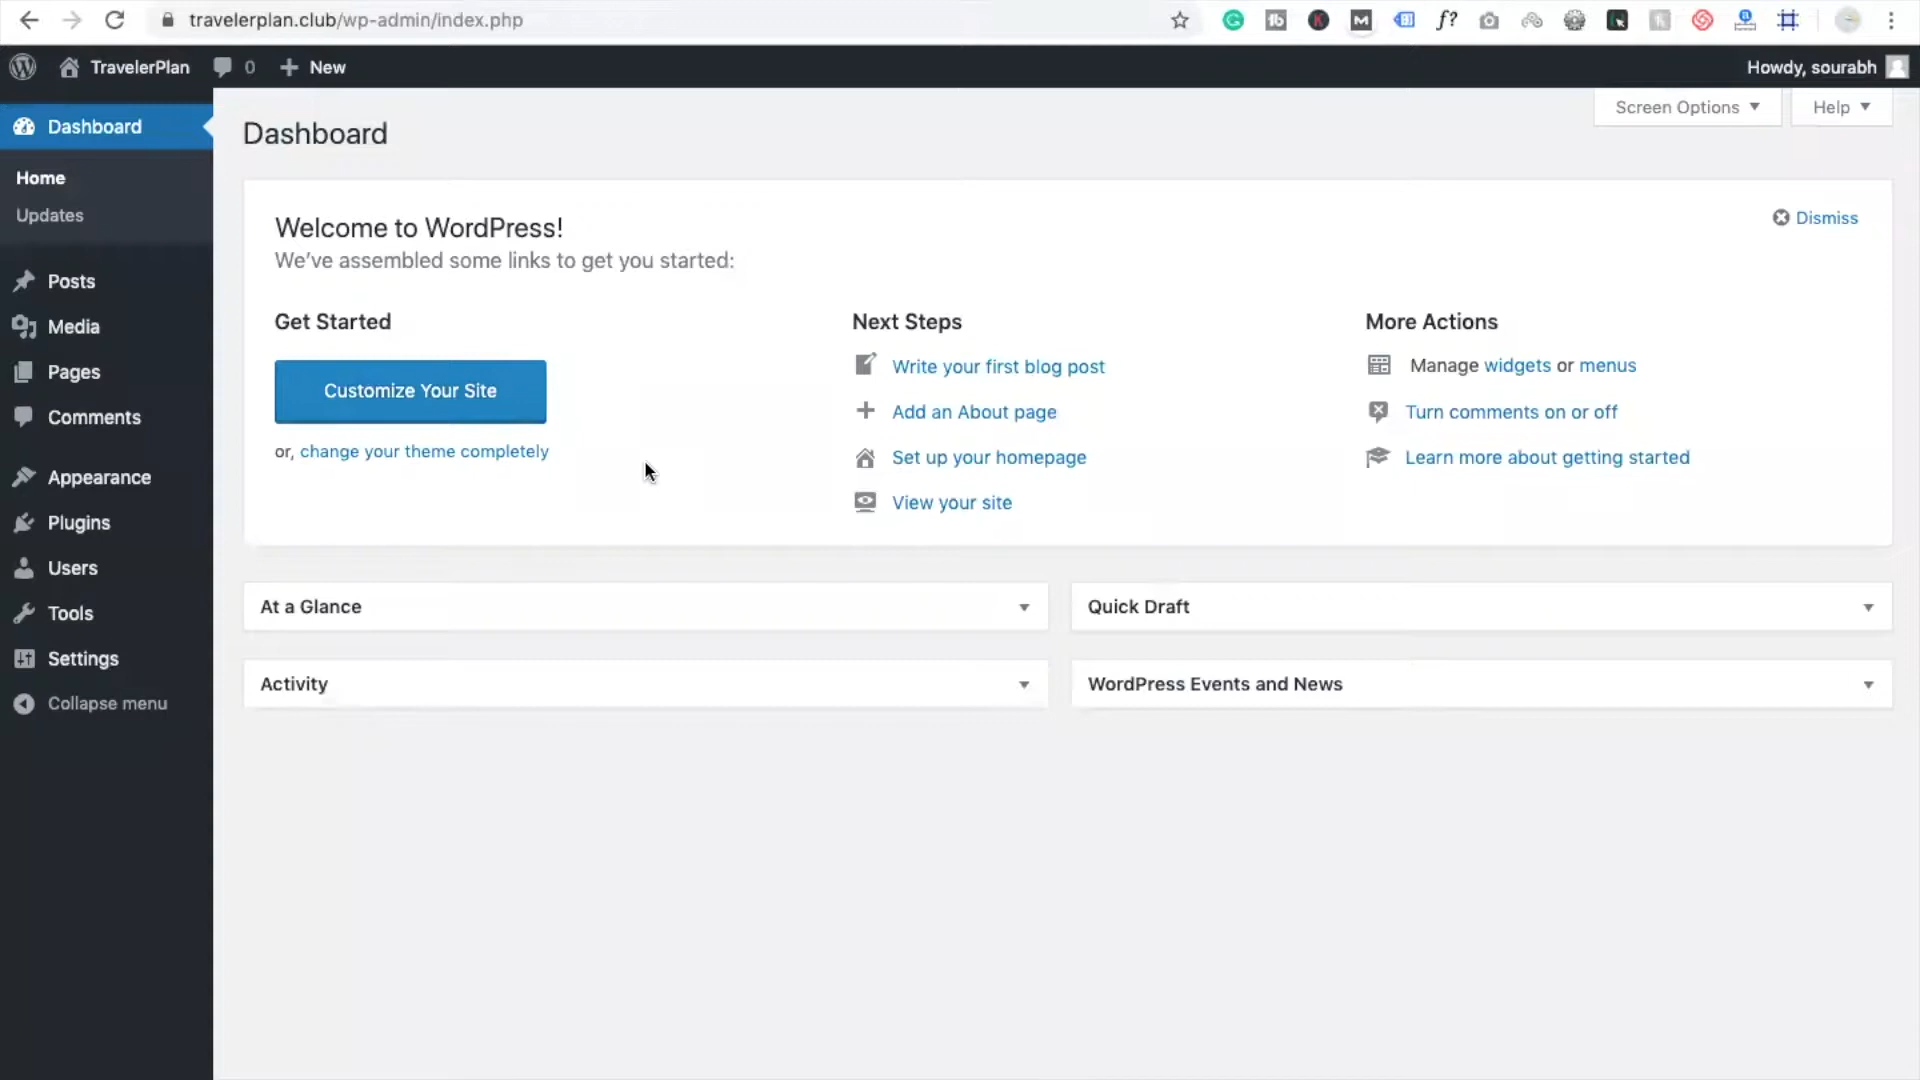 travelerplan.club/wp-admin/index.php
TravelerPlan
0
New
Howdy, sourabh
Dashboard
Home
Updates
Posts
Media
Pages
Comments
Appearance
Plugins
Users
Tools
Settings
Collapse menu
Screen Options
Help
Dashboard
Welcome to WordPress!
We've assembled some links to get you started:
Dismiss
Get Started
Customize Your Site
or, change your theme completely
Next Steps
Write your first blog post
Add an About page
Set up your homepage
View your site
More Actions
Manage widgets or menus
Turn comments on or off
Learn more about getting started
At a Glance
Quick Draft
Activity
WordPress Events and News